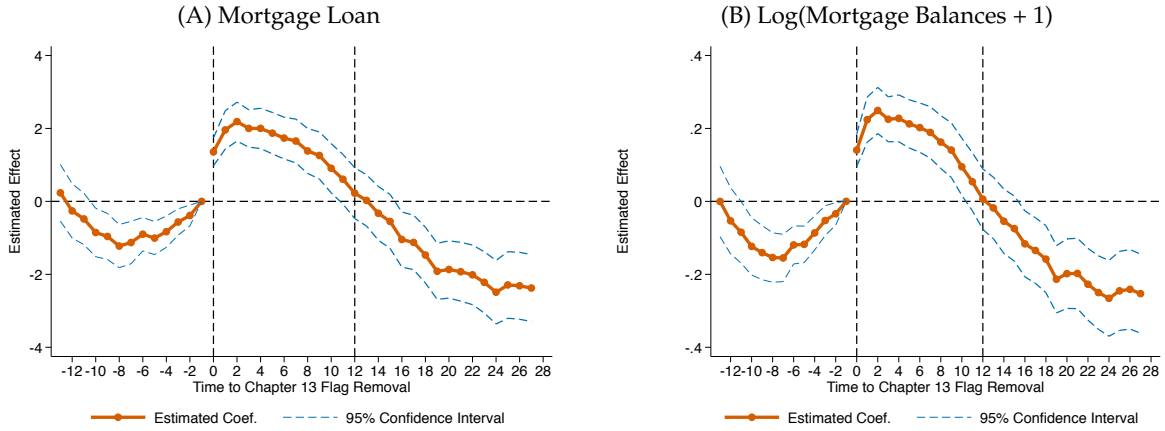 (A) Mortgage Loan
Estimated Effect
4
2
0
-2
-4
-12 -10 -8 -6 -4 -2 0 2 4 6 8 10 12 14 16 18 20 22 24 26 28
Time to Chapter 13 Flag Removal
Estimated Coef. 95% Confidence Interval
(B) Log(Mortgage Balances + 1)
Estimated Effect
.4
.2
0
-.2
-.4
-12 -10 -8 -6 -4 -2 0 2 4 6 8 10 12 14 16 18 20 22 24 26 28
Time to Chapter 13 Flag Removal
Estimated Coef. 95% Confidence Interval